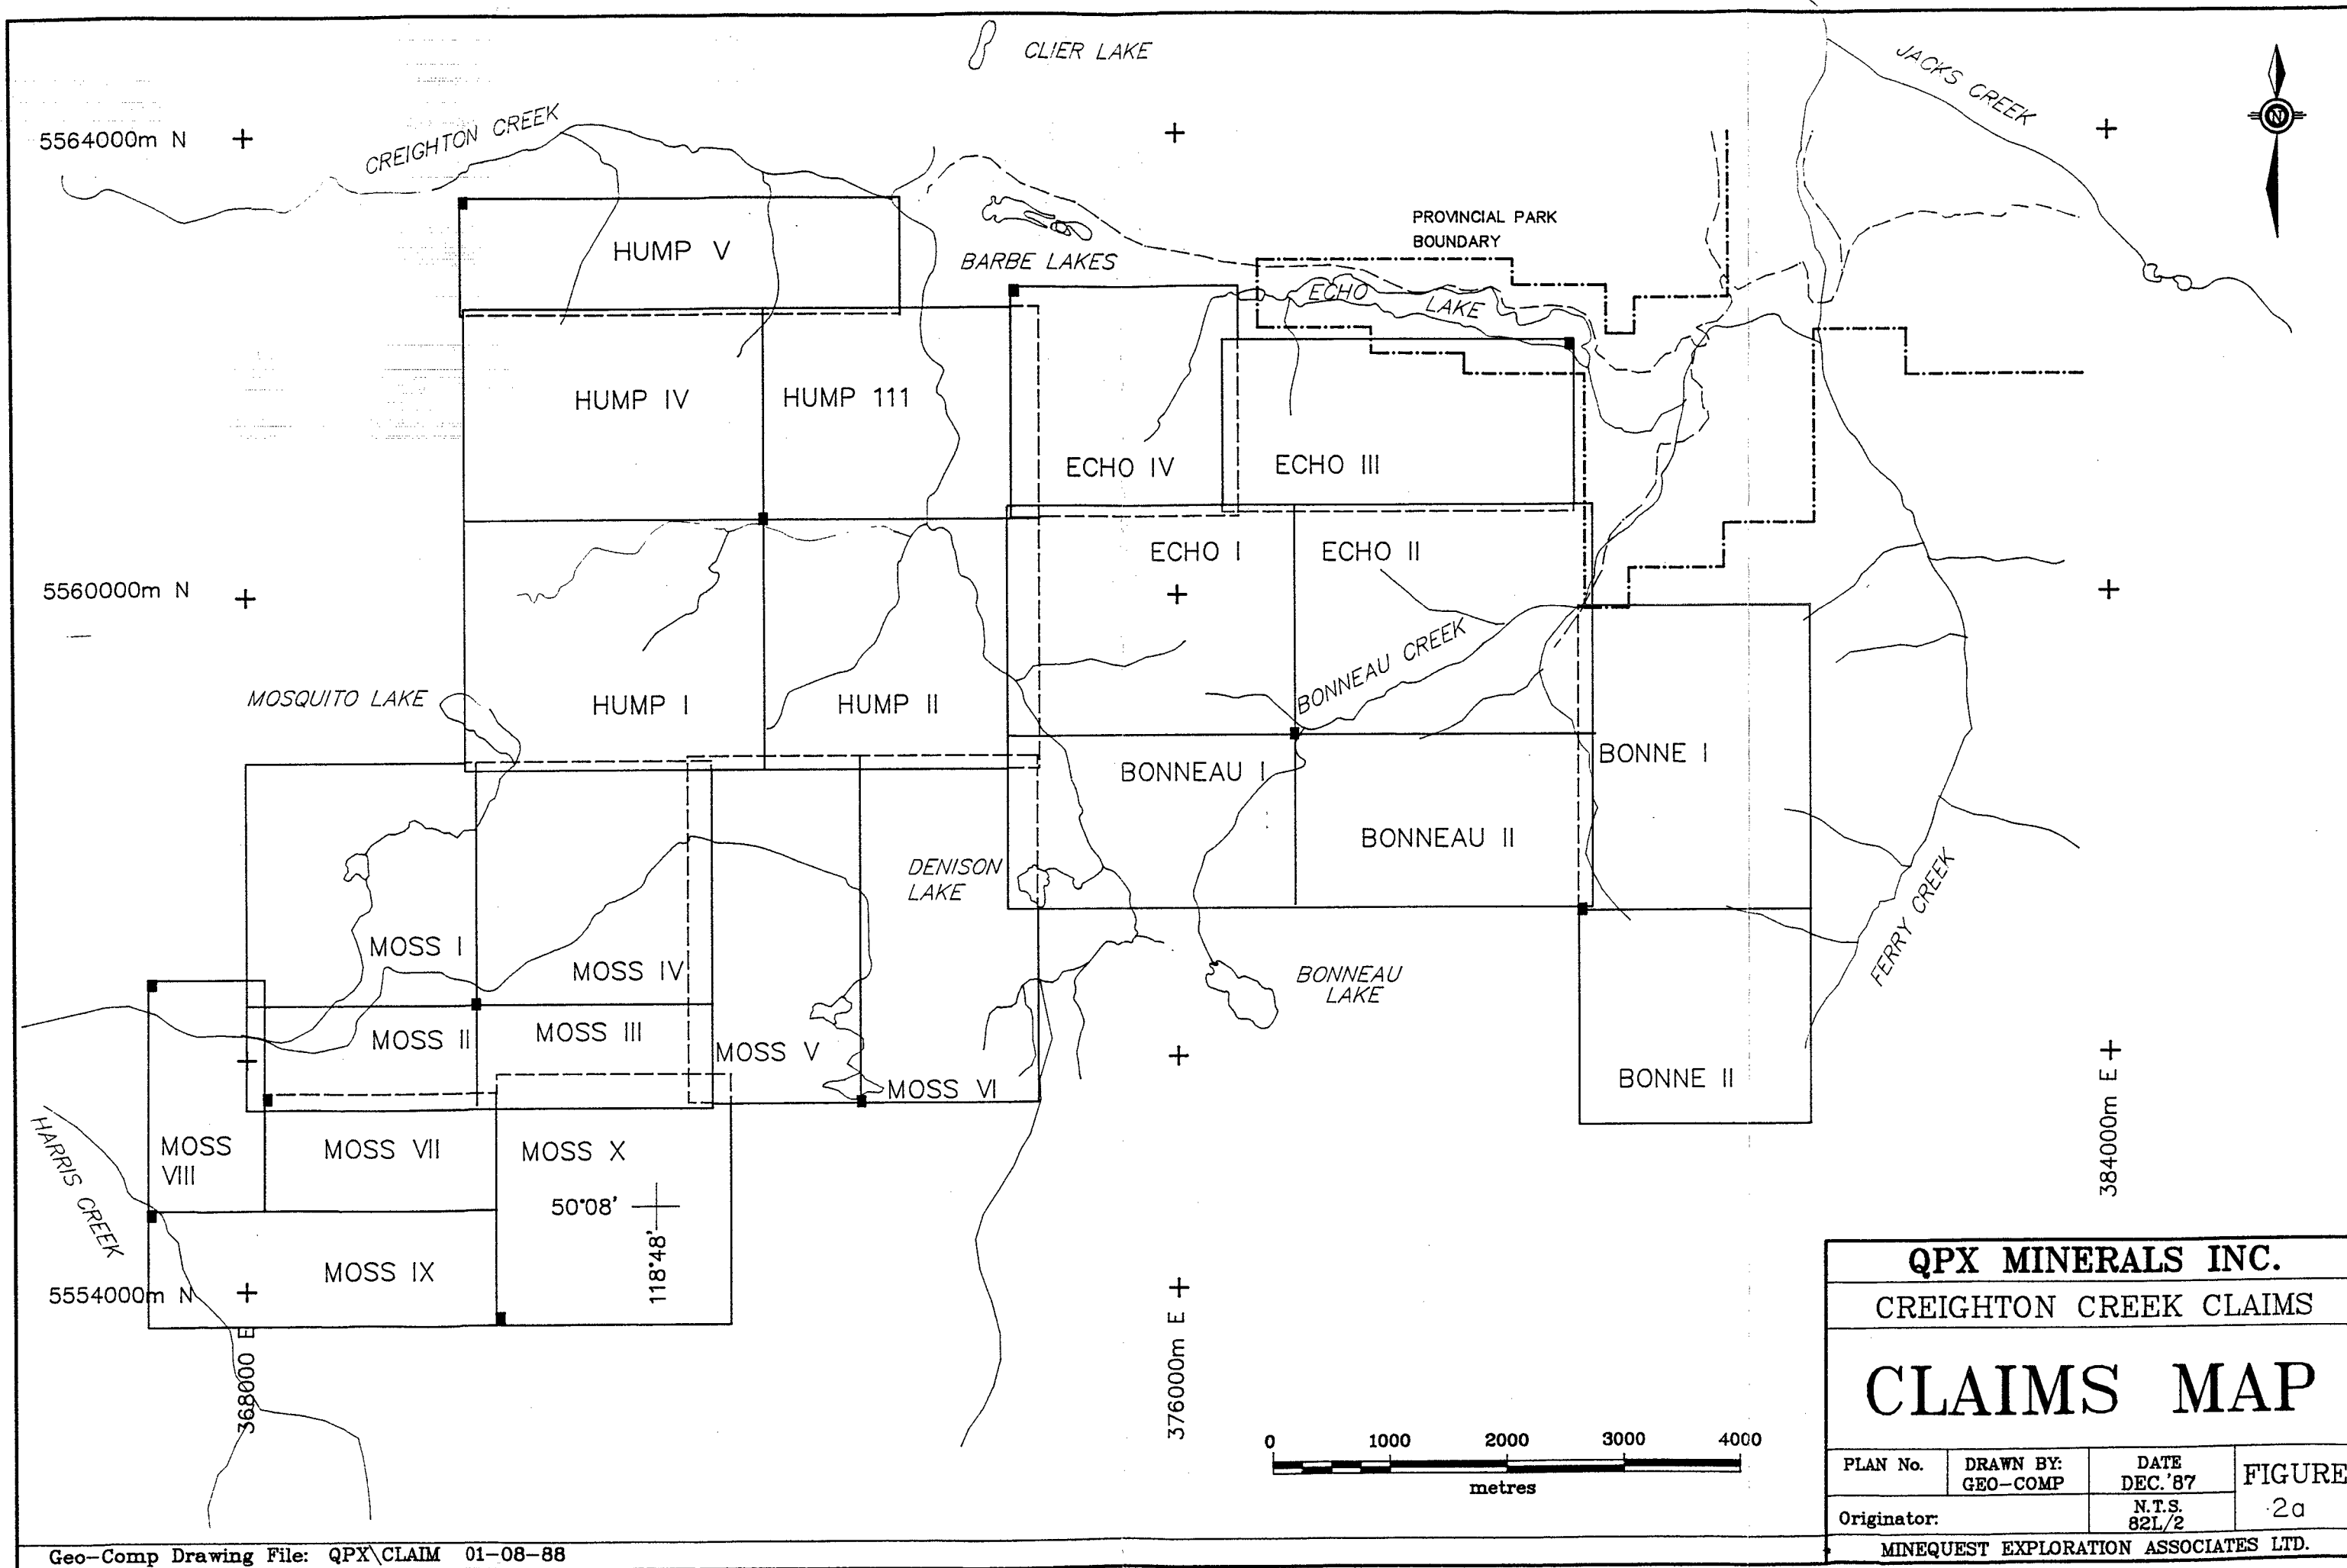 CLIER LAKE
JACKS CREEK
5564000m N
CREIGHTON CREEK
N
PROVINCIAL PARK
BOUNDARY
HUMP V
BARBE LAKES
ECHO
LAKE
HUMP IV
HUMP 111
ECHO IV
ECHO III
ECHO I
ECHO II
5560000m N
BONNEAU CREEK
MOSQUITO LAKE
HUMP I
HUMP II
BONNE I
BONNEAU I
BONNEAU II
DENISON
LAKE
FERRY CREEK
MOSS I
MOSS IV
BONNEAU
LAKE
MOSS II
MOSS III
MOSS V
MOSS VI
BONNE II
HARRIS CREEK
MOSS
VIII
MOSS VII
MOSS X
50°08'
118°48'
384000m E
MOSS IX
5554000m N
368000 E
376000m E
0 1000 2000 3000 4000
metres
QPX MINERALS INC.
CREIGHTON CREEK CLAIMS
CLAIMS MAP
PLAN No.
DRAWN BY:
GEO-COMP
DATE
DEC.'87
FIGURE
2a
Originator:
N.T.S.
82L/2
MINEQUEST EXPLORATION ASSOCIATES LTD.
Geo-Comp Drawing File: QPX\CLAIM 01-08-88